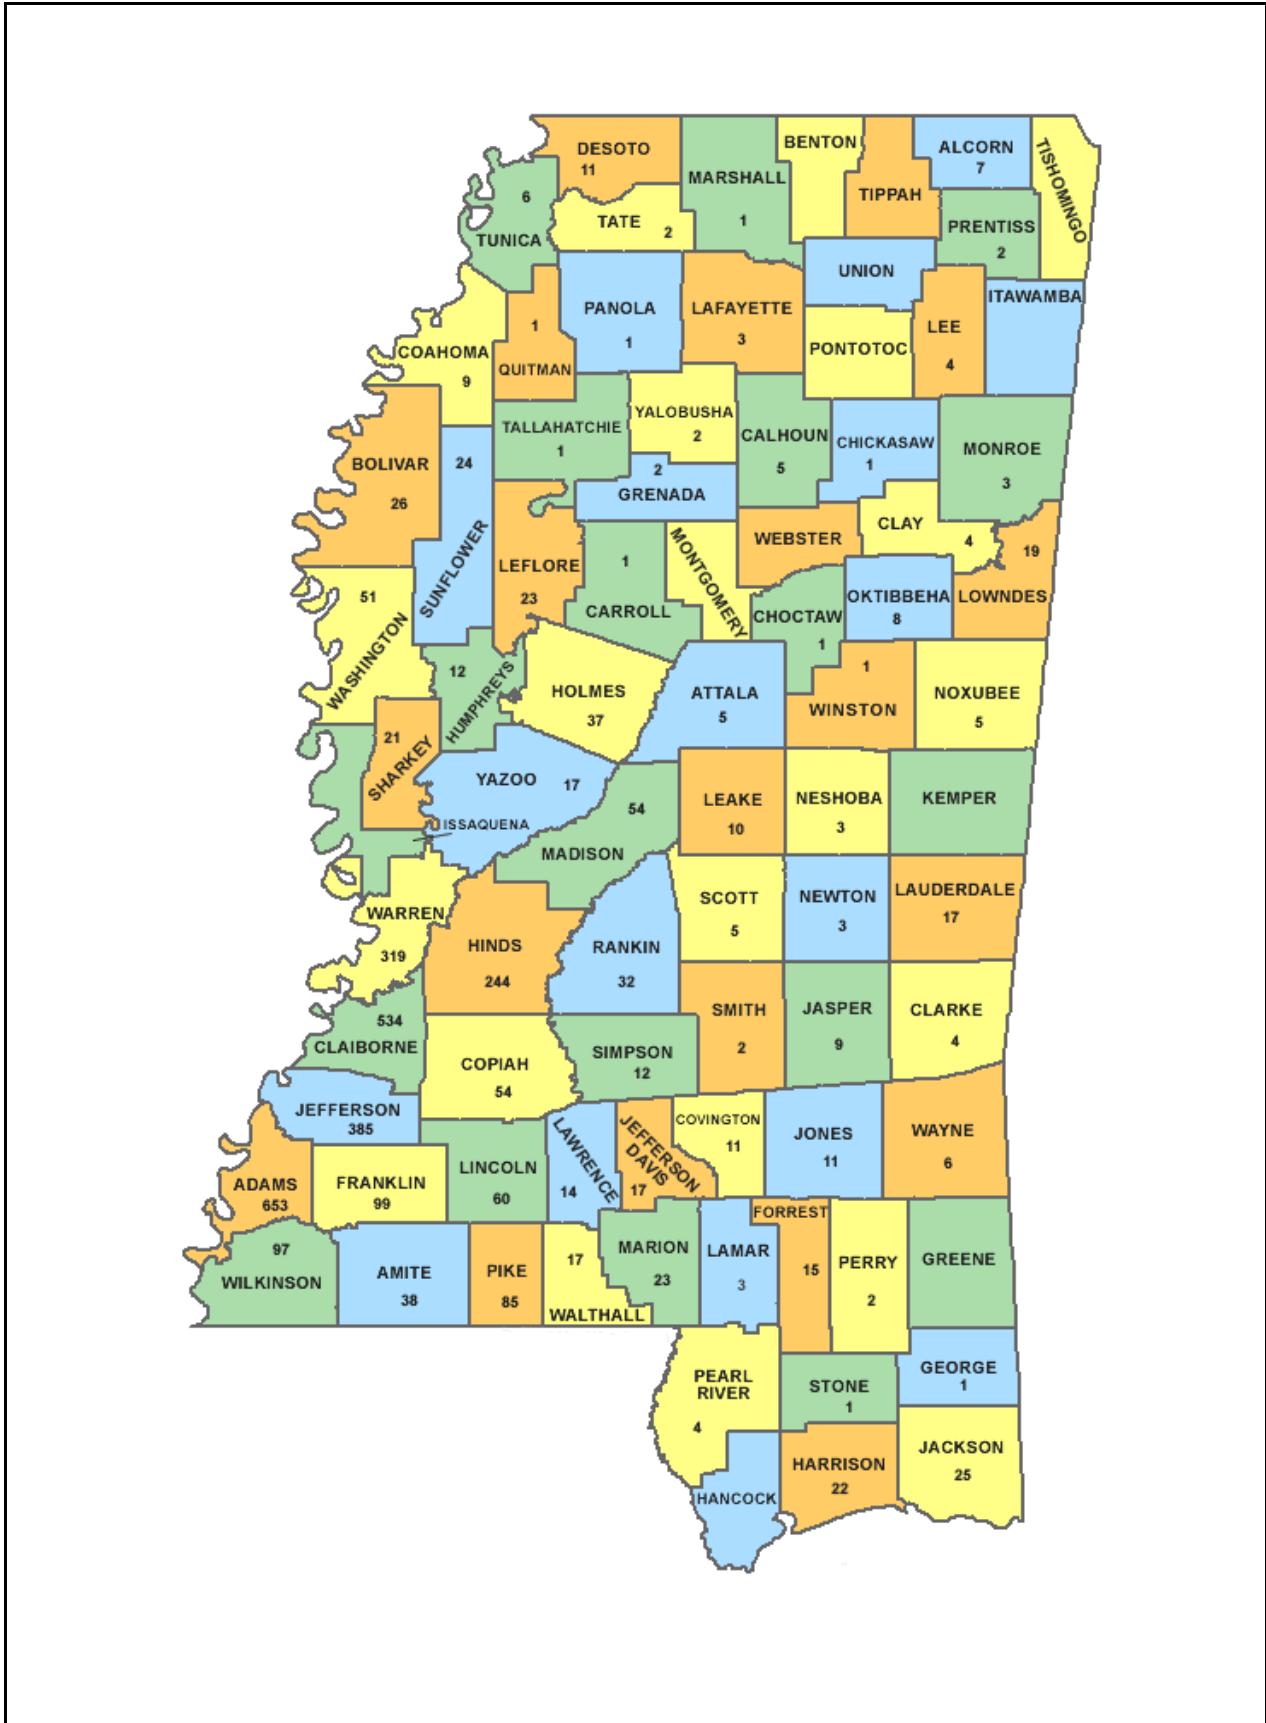 DESOTO
11
MARSHALL
1
BENTON
TIPPAH
ALCORN
7
TISHOMINGO
6
TUNICA
TATE 2
PRENTISS
2
UNION
ITAWAMBA
PANOLA
1
LAFAYETTE
3
PONTOTOC
LEE
4
1
QUITMAN
COAHOMA
9
TALLAHATCHIE
1
YALOBUSHA
2
CALHOUN
5
CHICKASAW
1
MONROE
3
BOLIVAR
26
24
SUNFLOWER
2
GRENADA
LEFLORE
23
1
CARROLL
MONTGOMERY
WEBSTER
CLAY
4
19
LOWNDES
OKTIBBEHA
8
CHOCTAW
1
51
WASHINGTON
12
HUMPHREYS
HOLMES
37
ATTALA
5
1
WINSTON
NOXUBEE
5
21
SHARKEY
YAZOO 17
ISSAQUENA
54
MADISON
LEAKE
10
NESHOBA
3
KEMPER
WARREN
319
HINDS
244
RANKIN
32
SCOTT
5
NEWTON
3
LAUDERDALE
17
534
CLAIBORNE
COPIAH
54
SIMPSON
12
SMITH
2
JASPER
9
CLARKE
4
JEFFERSON
385
LINCOLN
60
LAWRENCE
14
JEFFERSON
DAVIS
17
COVINGTON
11
JONES
11
WAYNE
6
ADAMS
653
FRANKLIN
99
97
WILKINSON
AMITE
38
PIKE
85
17
WALTHALL
MARION
23
LAMAR
3
FORREST
15
PERRY
2
GREENE
PEARL
RIVER
4
STONE
1
GEORGE
1
HANCOCK
HARRISON
22
JACKSON
25